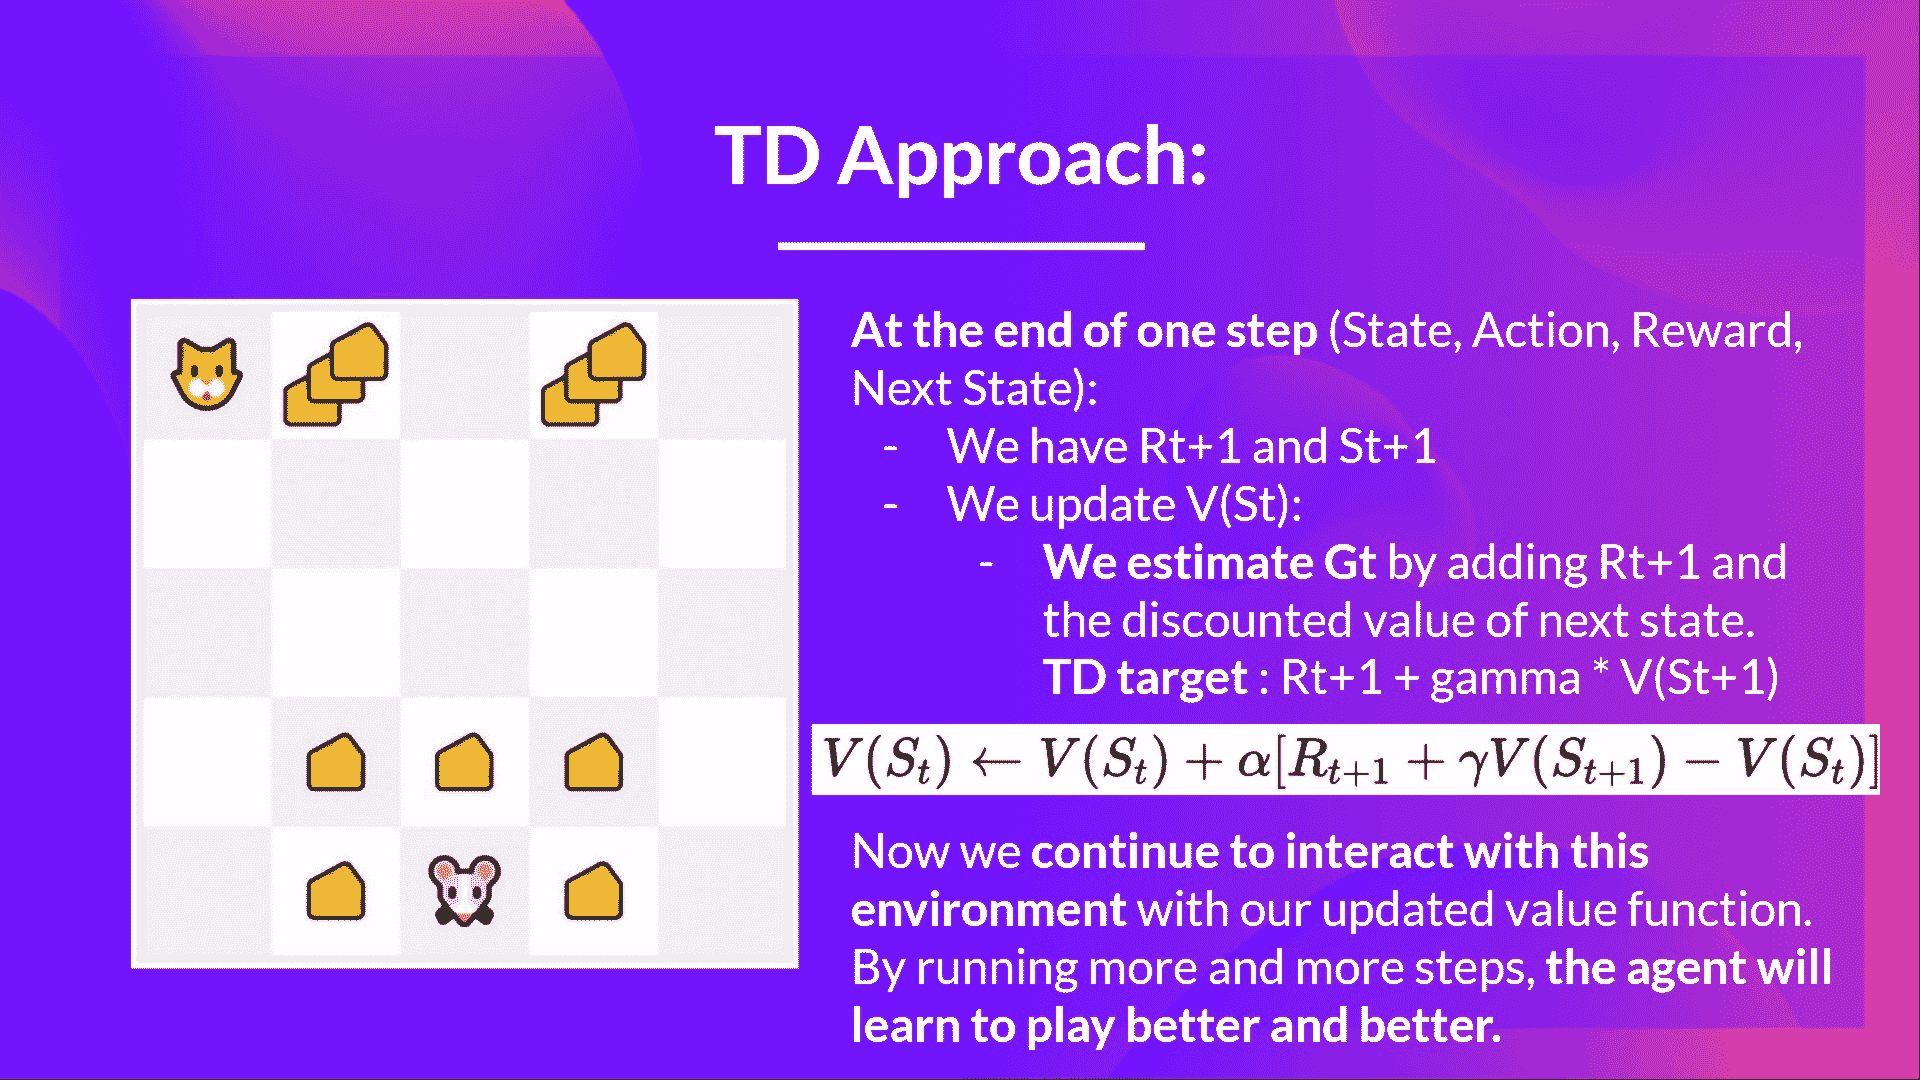 TD Approach:
At the end of one step (State, Action, Reward,
Next State):
- We have Rt+1 and St+1
- We update V(St):
- We estimate Gt by adding Rt+1 and
the discounted value of next state.
TD target : Rt+1 + gamma * V(St+1)
V(S_t) ← V(S_t) + α[R_{t+1} + γV(S_{t+1}) − V(S_t)]
Now we continue to interact with this
environment with our updated value function.
By running more and more steps, the agent will
learn to play better and better.